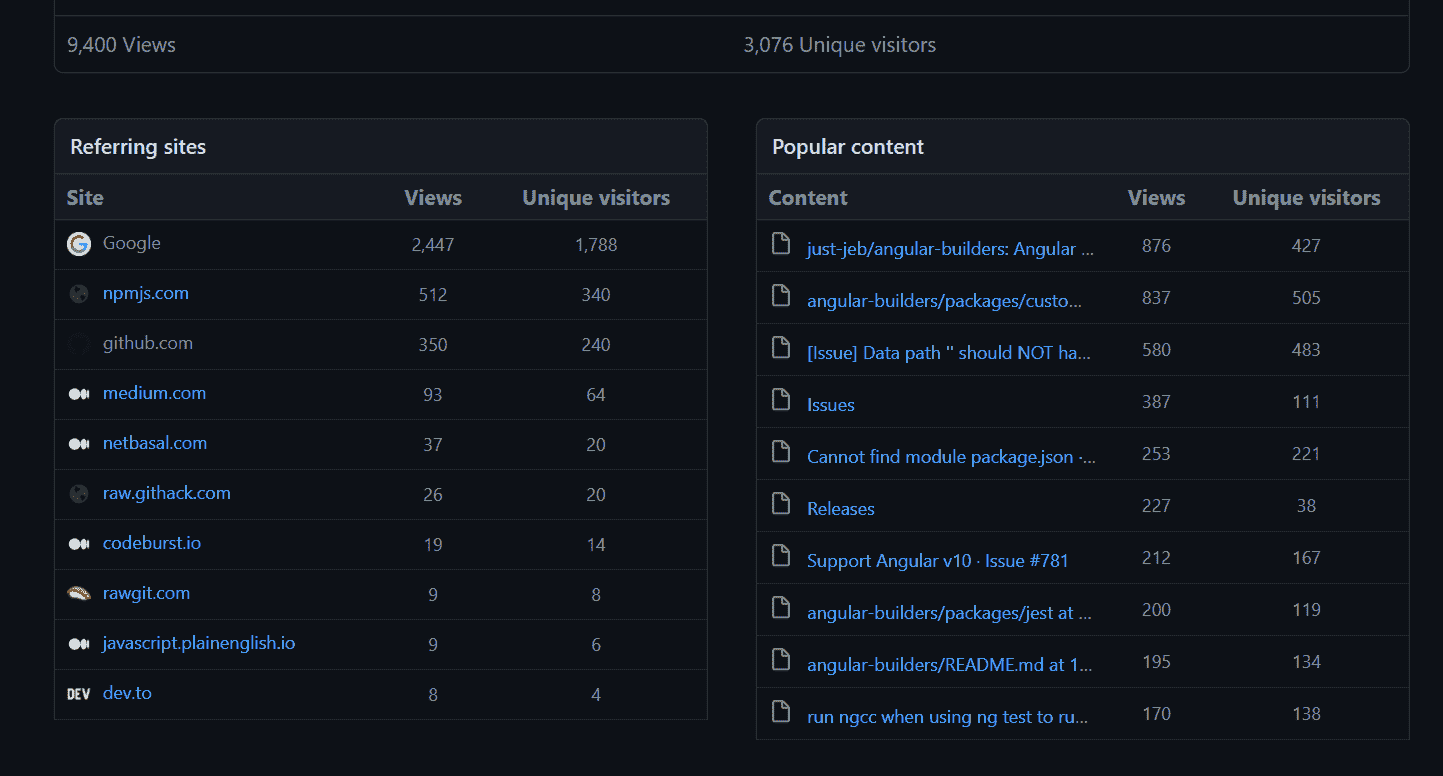 9,400 Views 3,076 Unique visitors
Referring sites
Site Views Unique visitors
Google 2,447 1,788
npmjs.com 512 340
github.com 350 240
medium.com 93 64
netbasal.com 37 20
raw.githack.com 26 20
codeburst.io 19 14
rawgit.com 9 8
javascript.plainenglish.io 9 6
DEV dev.to 8 4
Popular content
Content Views Unique visitors
just-jeb/angular-builders: Angular ... 876 427
angular-builders/packages/custo... 837 505
[Issue] Data path '' should NOT ha... 580 483
Issues 387 111
Cannot find module package.json ·... 253 221
Releases 227 38
Support Angular v10 · Issue #781 212 167
angular-builders/packages/jest at ... 200 119
angular-builders/README.md at 1... 195 134
run ngcc when using ng test to ru... 170 138